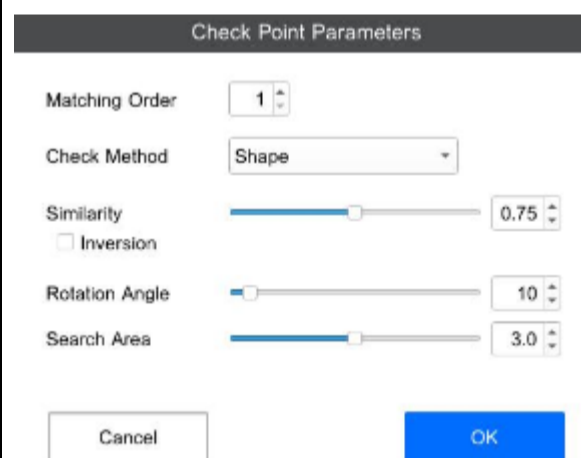 Check Point Parameters
Matching Order 1
Check Method Shape
Similarity 0.75
Inversion
Rotation Angle 10
Search Area 3.0
Cancel OK